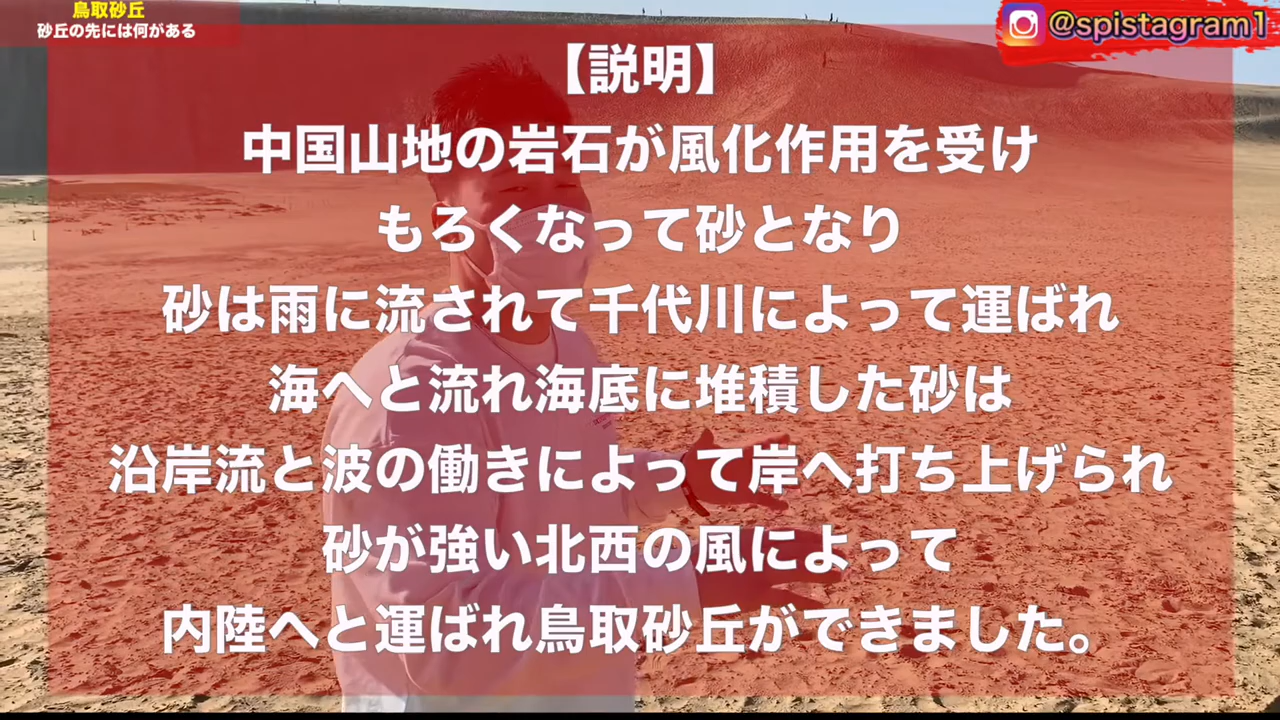 鳥取砂丘
砂丘の先には何がある
@spistagram1
【説明】
中国山地の岩石が風化作用を受け
もろくなって砂となり
砂は雨に流されて千代川によって運ばれ
海へと流れ海底に堆積した砂は
沿岸流と波の働きによって岸へ打ち上げられ
砂が強い北西の風によって
内陸へと運ばれ鳥取砂丘ができました。